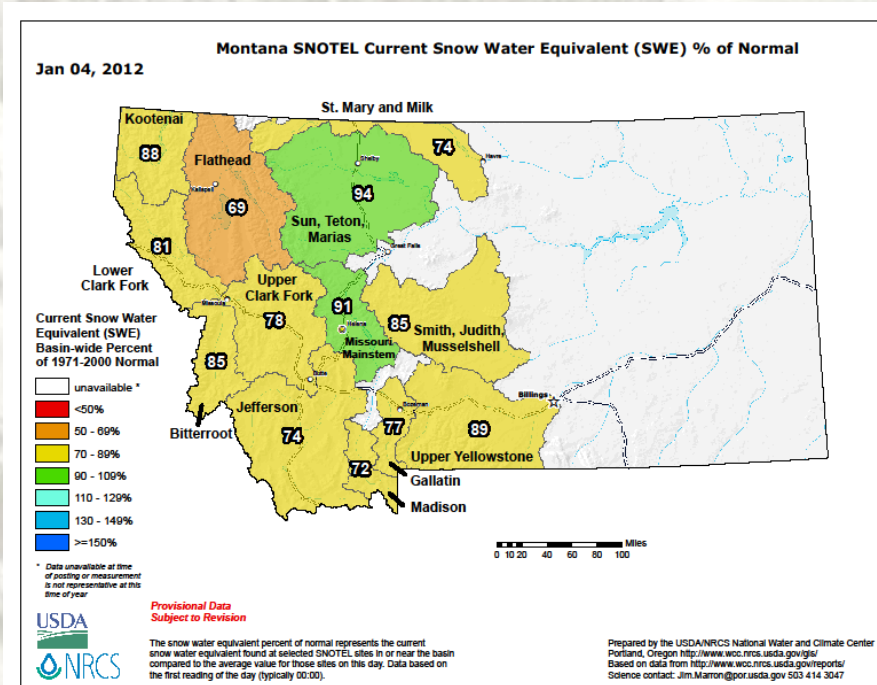 Montana SNOTEL Current Snow Water Equivalent (SWE) % of Normal
Jan 04, 2012
St. Mary and Milk
Kootenai
88
Flathead
Kalispell
69
Shelby
94
74
Havre
Sun, Teton,
Marias
Great Falls
81
Lower
Clark Fork
Missoula
Upper
Clark Fork
78
91
Helena
Missouri
Mainstem
85
Smith, Judith,
Musselshell
85
Bitterroot
Butte
Jefferson
74
Bozeman
77
72
89
Upper Yellowstone
Billings
Gallatin
Madison
Current Snow Water
Equivalent (SWE)
Basin-wide Percent
of 1971-2000 Normal
unavailable *
<50%
50 - 69%
70 - 89%
90 - 109%
110 - 129%
130 - 149%
>=150%
* Data unavailable at time
of posting or measurement
is not representative at this
time of year
Miles
0 10 20 40 60 80 100
Provisional Data
Subject to Revision
USDA
NRCS
The snow water equivalent percent of normal represents the current
snow water equivalent found at selected SNOTEL sites in or near the basin
compared to the average value for those sites on this day. Data based on
the first reading of the day (typically 00:00).
Prepared by the USDA/NRCS National Water and Climate Center
Portland, Oregon http://www.wcc.nrcs.usda.gov/gis/
Based on data from http://www.wcc.nrcs.usda.gov/reports/
Science contact: Jim.Marron@por.usda.gov 503 414 3047